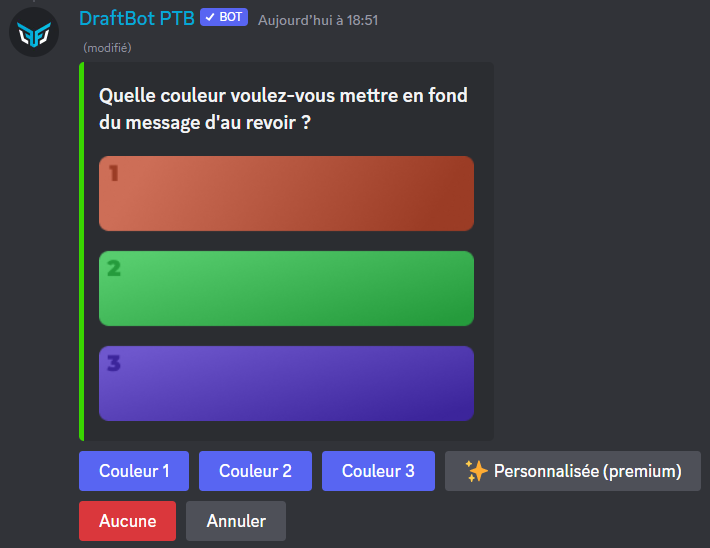 DraftBot PTB ✓ BOT Aujourd'hui à 18:51
(modifié)
Quelle couleur voulez-vous mettre en fond
du message d'au revoir ?
1
2
3
Couleur 1 Couleur 2 Couleur 3 ✨ Personnalisée (premium)
Aucune Annuler